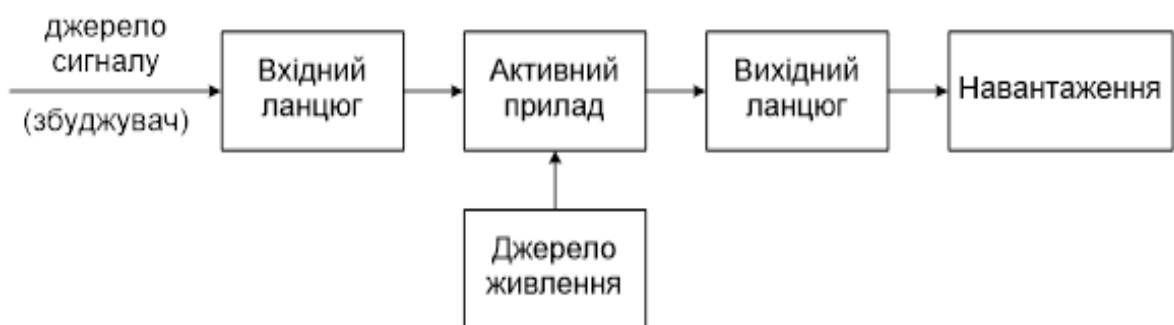 джерело
сигналу
(збуджувач)
Вхідний
ланцюг
Активний
прилад
Вихідний
ланцюг
Навантаження
Джерело
живлення